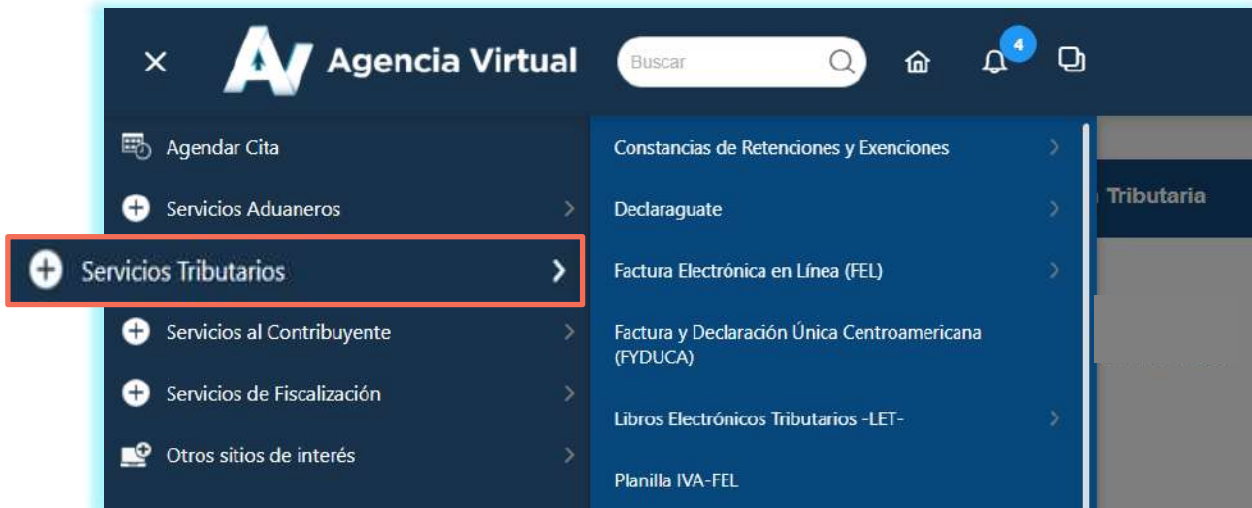 Agencia Virtual
Buscar
4
Agendar Cita
Servicios Aduaneros
Servicios Tributarios
Servicios al Contribuyente
Servicios de Fiscalización
Otros sitios de interés
Constancias de Retenciones y Exenciones
Declaraguate
Factura Electrónica en Línea (FEL)
Factura y Declaración Única Centroamericana
(FYDUCA)
Libros Electrónicos Tributarios -LET-
Planilla IVA-FEL
Tributaria